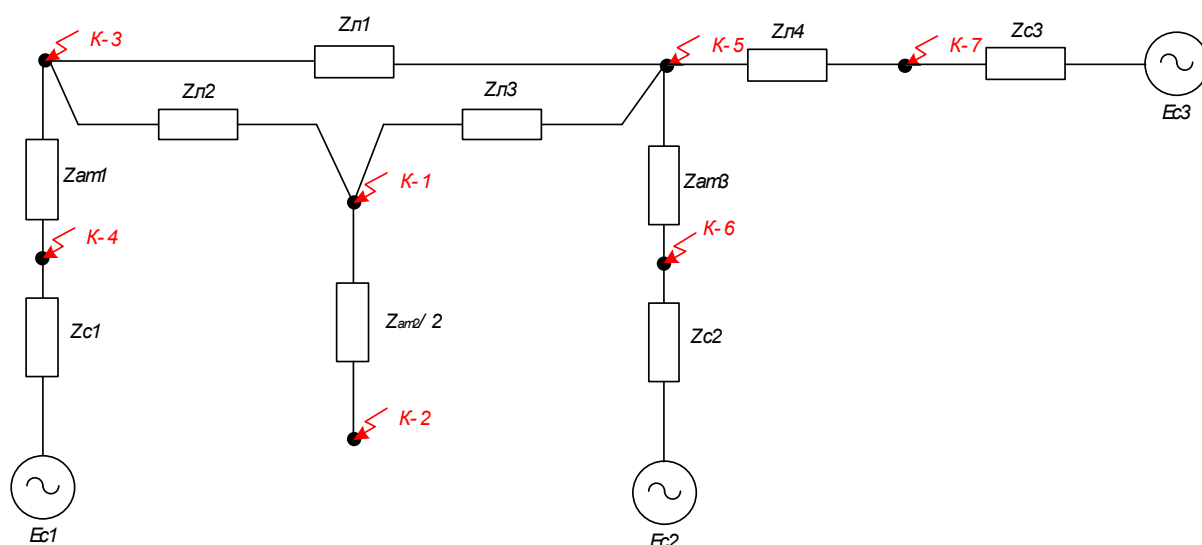 К-3
Zл1
К-5
Zл4
К-7
Zс3
Zл2
Zл3
Ес3
Zат1
К-1
Zат3
К-4
К-6
Zс1
Zат2/ 2
Zс2
К-2
Ес1
Ес2